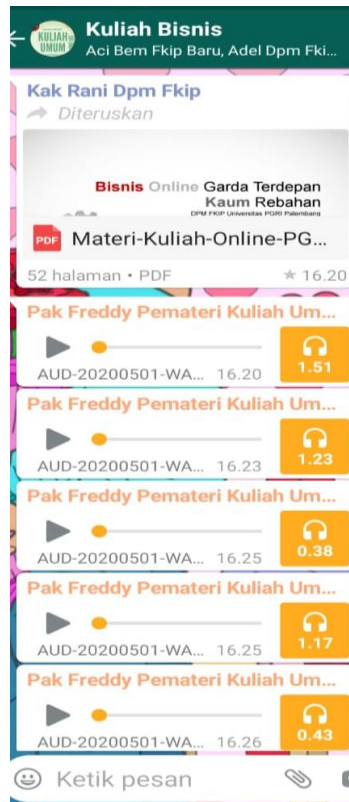 KULIAH
UMUM
Kuliah Bisnis
Aci Bem Fkip Baru, Adel Dpm Fki...
Kak Rani Dpm Fkip
Diteruskan
Bisnis Online Garda Terdepan
Kaum Rebahan
DPM FKIP Universitas PGRI Palembang
PDF Materi-Kuliah-Online-PG...
52 halaman • PDF 16.20
Pak Freddy Pemateri Kuliah Um...
1.51
AUD-20200501-WA... 16.20
Pak Freddy Pemateri Kuliah Um...
1.23
AUD-20200501-WA... 16.23
Pak Freddy Pemateri Kuliah Um...
0.38
AUD-20200501-WA... 16.25
Pak Freddy Pemateri Kuliah Um...
1.17
AUD-20200501-WA... 16.25
Pak Freddy Pemateri Kuliah Um...
0.43
AUD-20200501-WA... 16.26
Ketik pesan